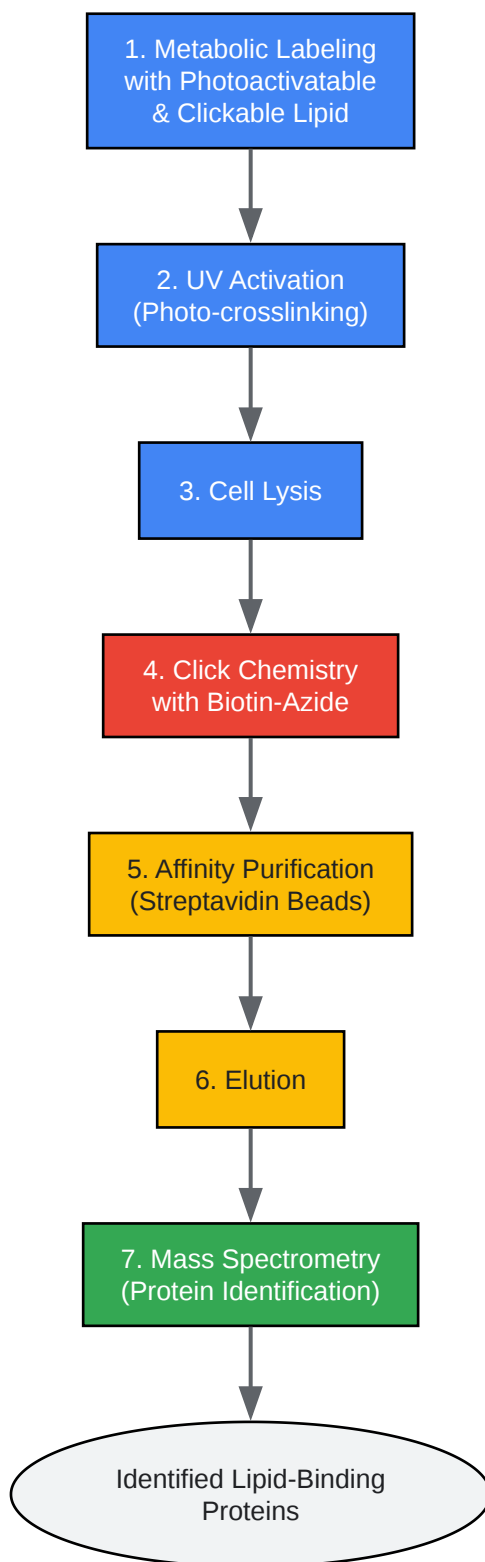 1. Metabolic Labeling
with Photoactivatable
& Clickable Lipid
2. UV Activation
(Photo-crosslinking)
3. Cell Lysis
4. Click Chemistry
with Biotin-Azide
5. Affinity Purification
(Streptavidin Beads)
6. Elution
7. Mass Spectrometry
(Protein Identification)
Identified Lipid-Binding
Proteins